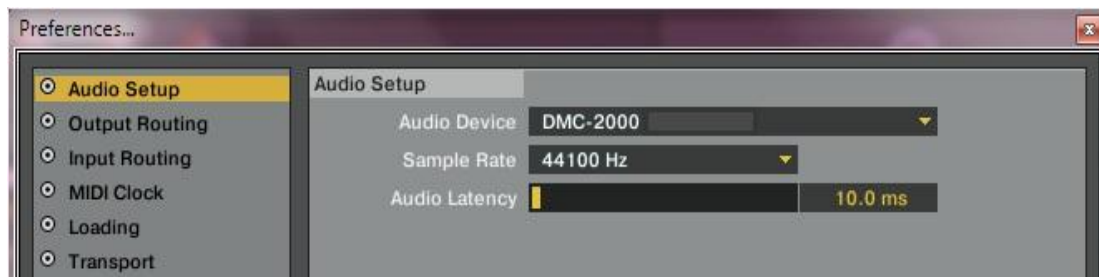 Preferences...
Audio Setup
Output Routing
Input Routing
MIDI Clock
Loading
Transport
Audio Setup
Audio Device DMC-2000
Sample Rate 44100 Hz
Audio Latency 10.0 ms